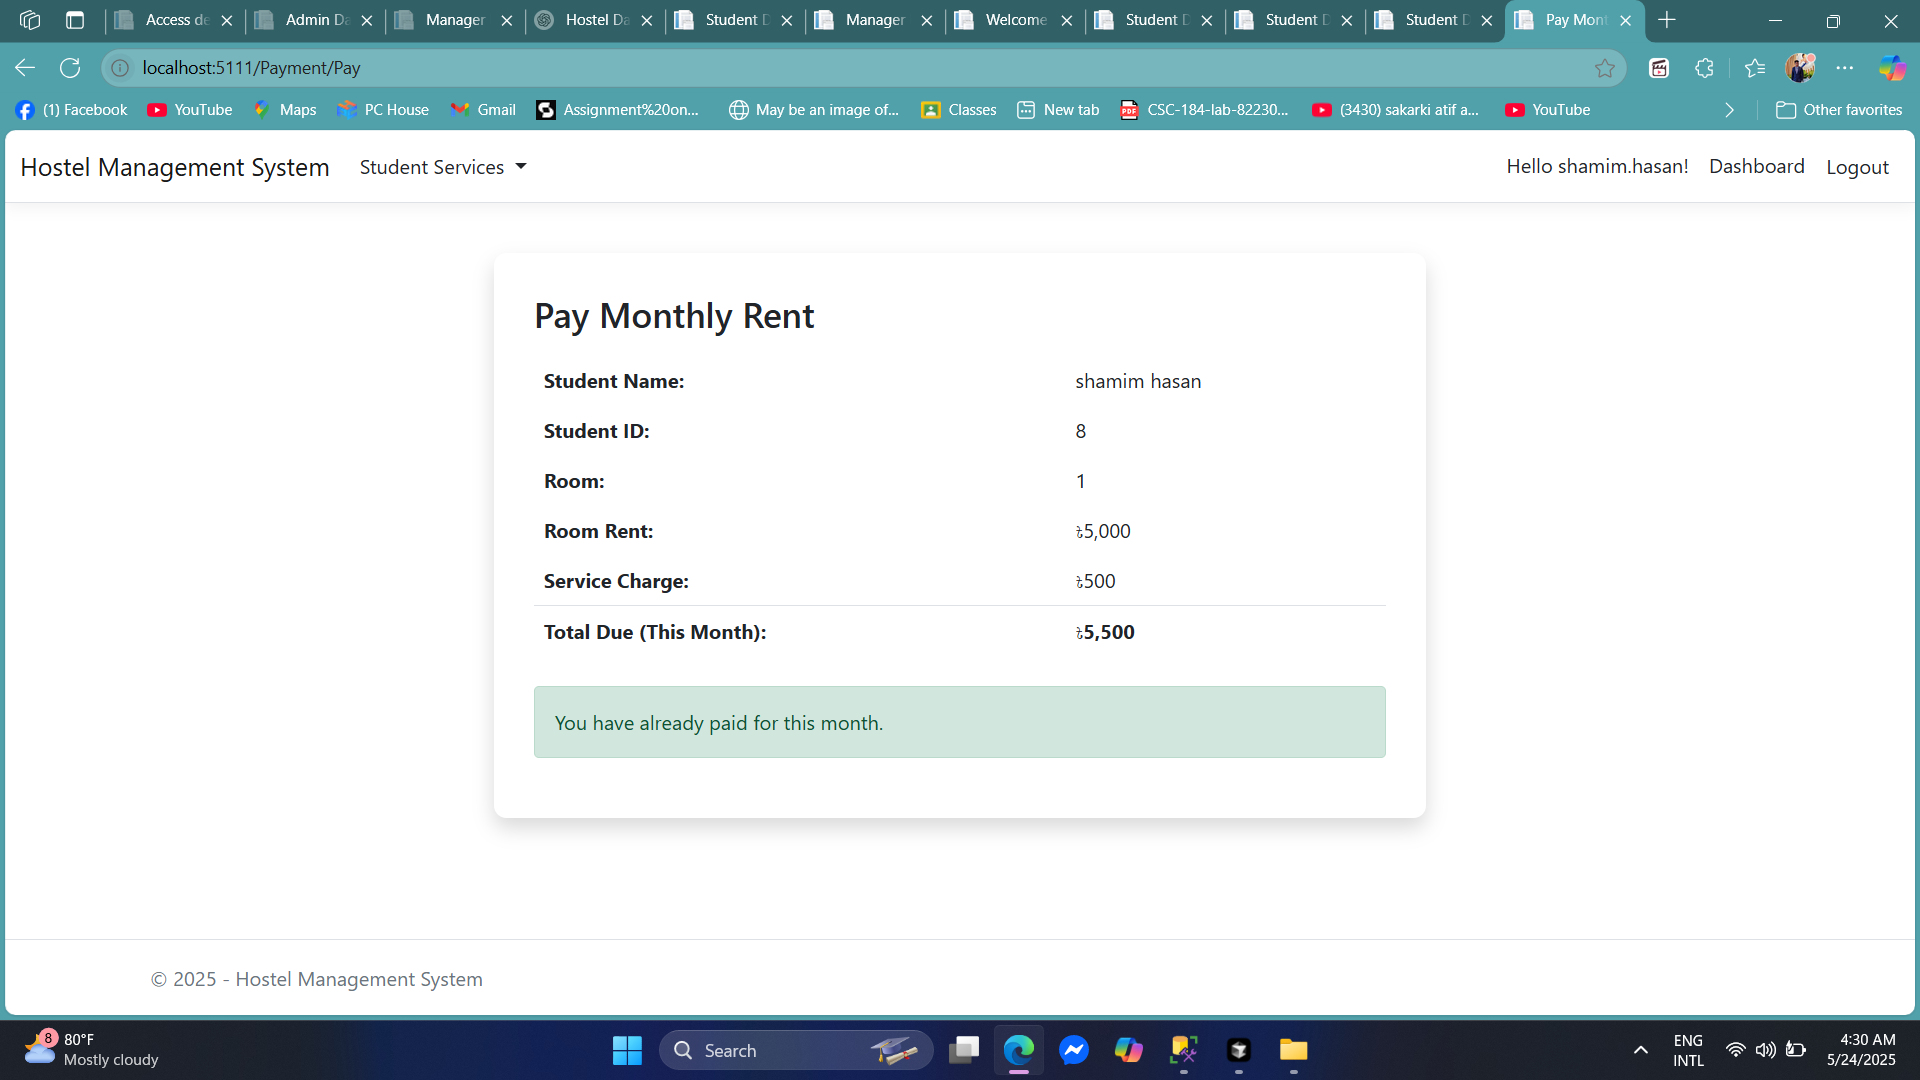 Access de
Admin Da
Manager
Hostel Da
Student D
Manager
Welcome
Student D
Student D
Student D
Pay Mont
localhost:5111/Payment/Pay
(1) Facebook
YouTube
Maps
PC House
Gmail
Assignment%20on...
May be an image of...
Classes
New tab
CSC-184-lab-82230...
(3430) sakarki atif a...
YouTube
Other favorites
Hostel Management System
Student Services
Hello shamim.hasan!
Dashboard
Logout
Pay Monthly Rent
Student Name: shamim hasan
Student ID: 8
Room: 1
Room Rent: ৳5,000
Service Charge: ৳500
Total Due (This Month): ৳5,500
You have already paid for this month.
© 2025 - Hostel Management System
8
80°F
Mostly cloudy
Search
ENG
INTL
4:30 AM
5/24/2025